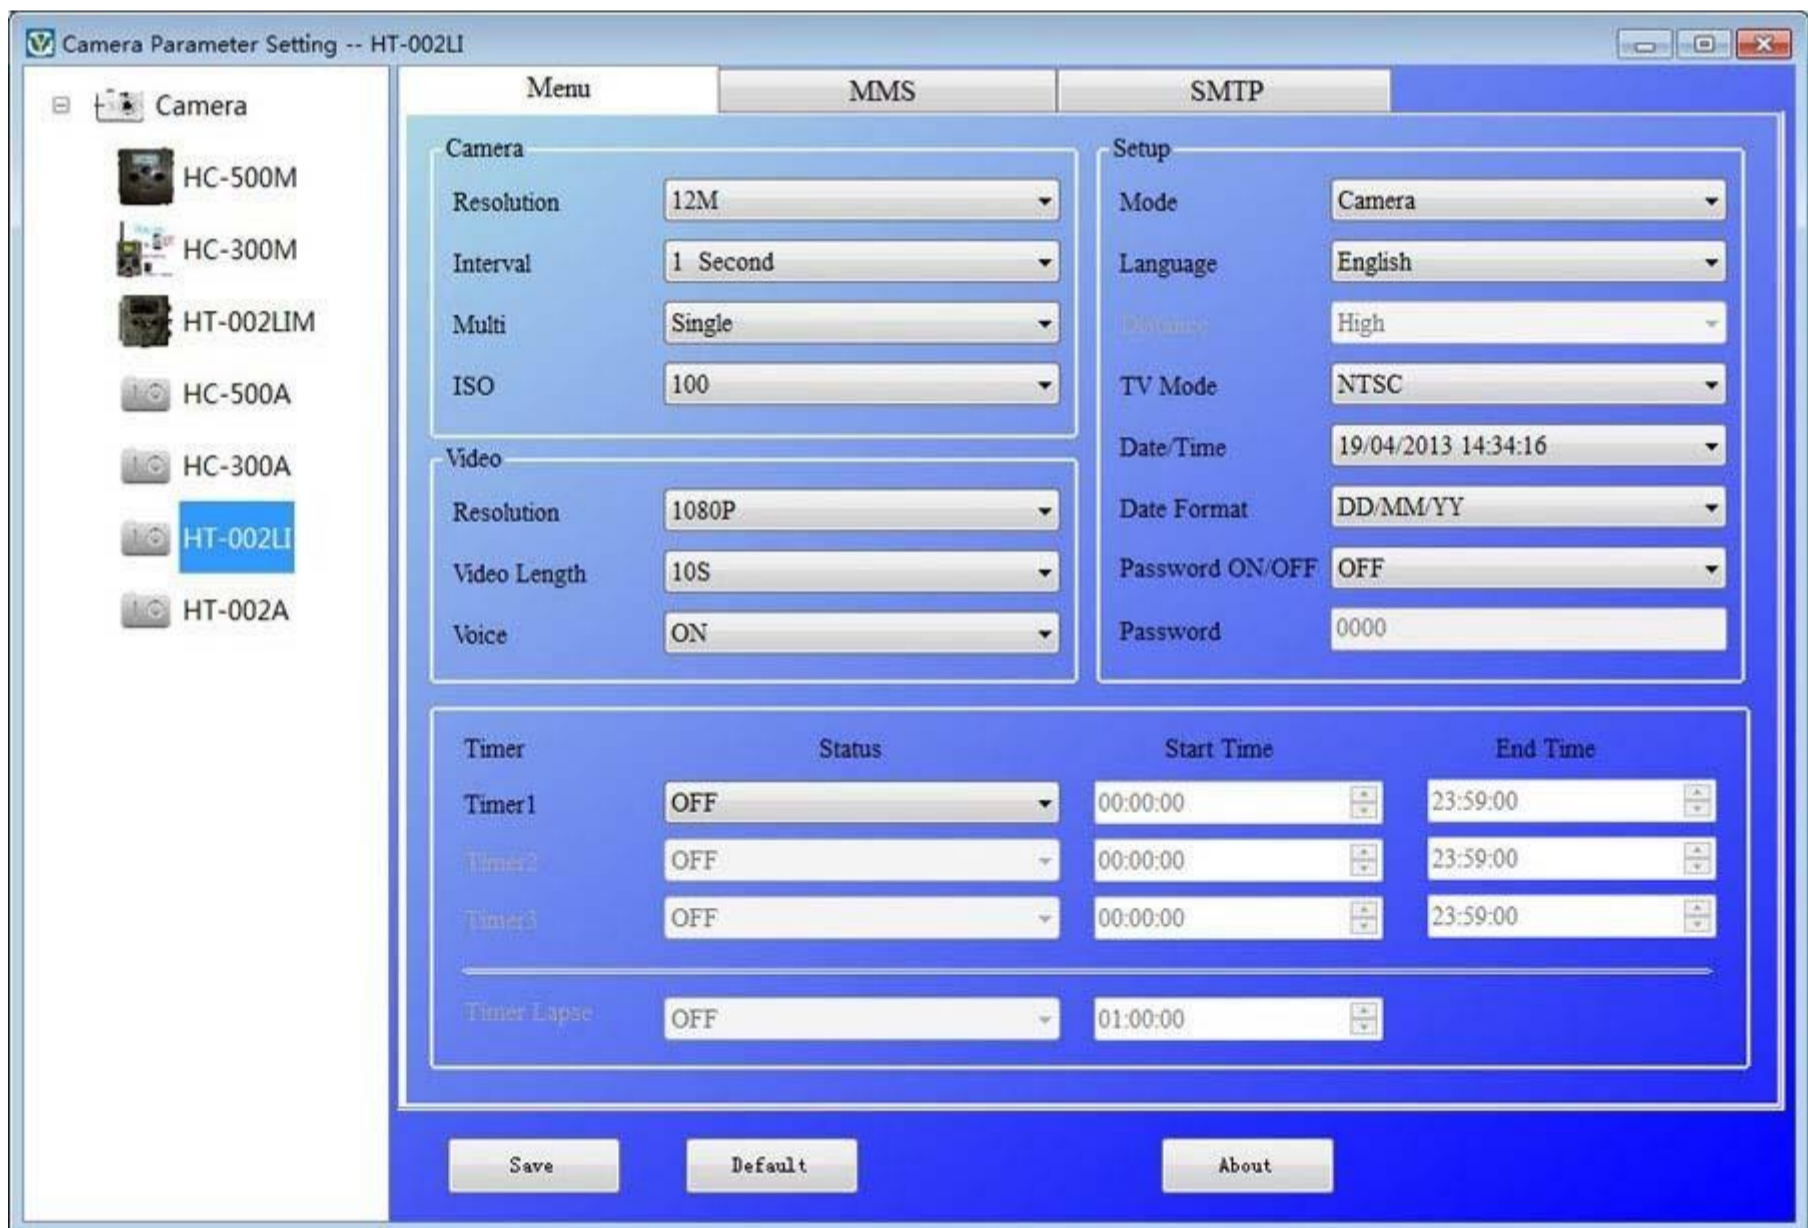 Camera Parameter Setting -- HT-002LI
Camera
HC-500M
HC-300M
HT-002LIM
HC-500A
HC-300A
HT-002LI
HT-002A
Menu MMS SMTP
Camera
Resolution 12M
Interval 1 Second
Multi Single
ISO 100
Video
Resolution 1080P
Video Length 10S
Voice ON
Setup
Mode Camera
Language English
Distance High
TV Mode NTSC
Date/Time 19/04/2013 14:34:16
Date Format DD/MM/YY
Password ON/OFF OFF
Password 0000
Timer Status Start Time End Time
Timer1 OFF 00:00:00 23:59:00
Timer2 OFF 00:00:00 23:59:00
Timer3 OFF 00:00:00 23:59:00
Timer Lapse OFF 01:00:00
Save Default About